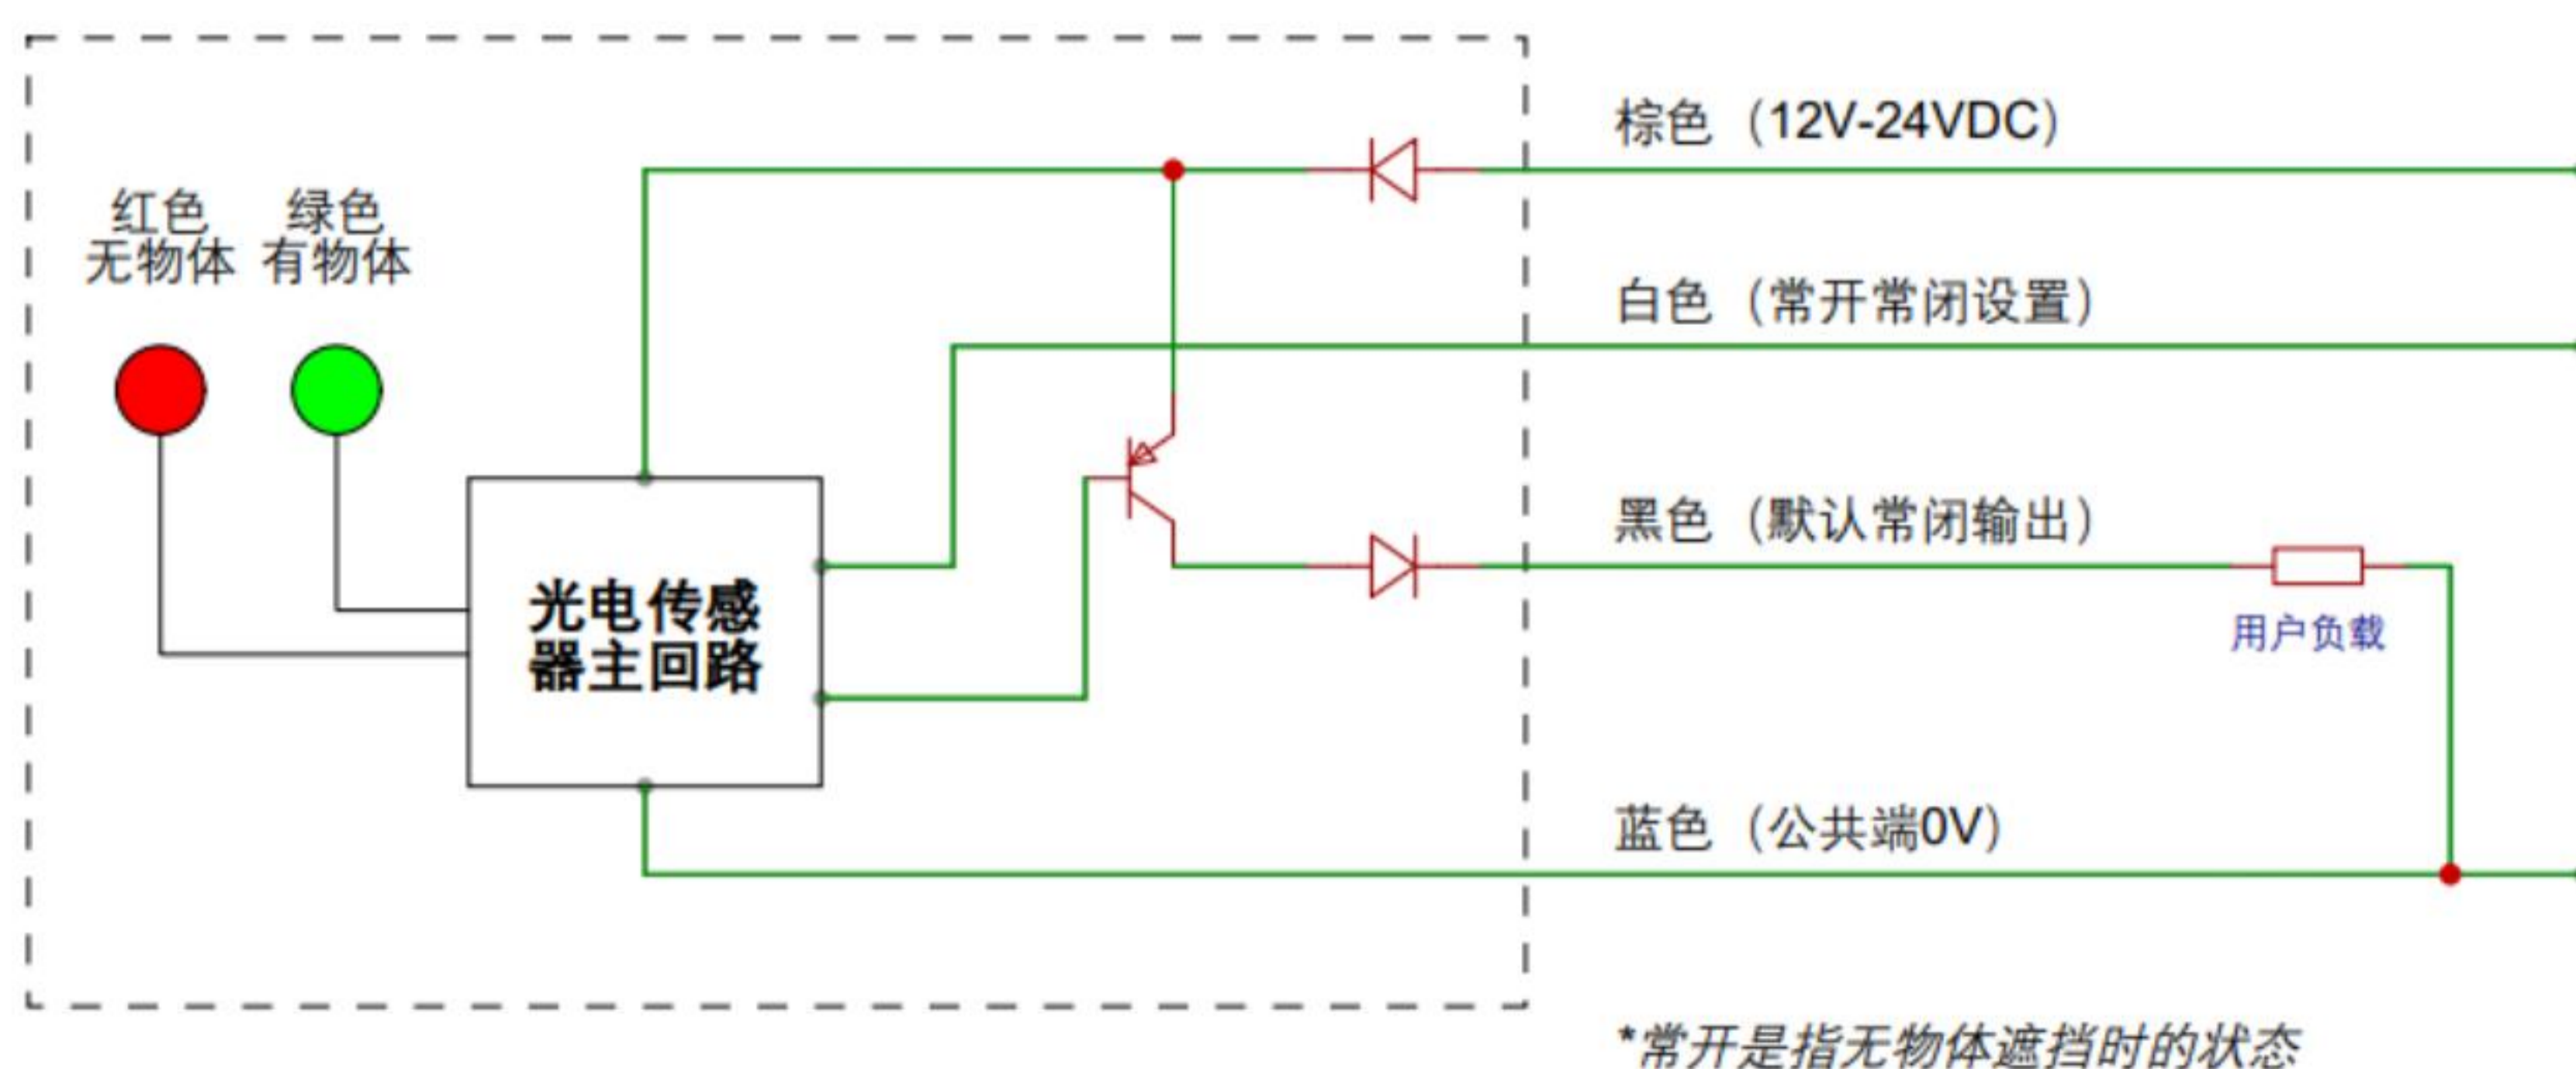 棕色（12V-24VDC）
红色
无物体
绿色
有物体
白色（常开常闭设置）
黑色（默认常闭输出）
光电传感
器主回路
用户负载
蓝色（公共端0V）
*常开是指无物体遮挡时的状态